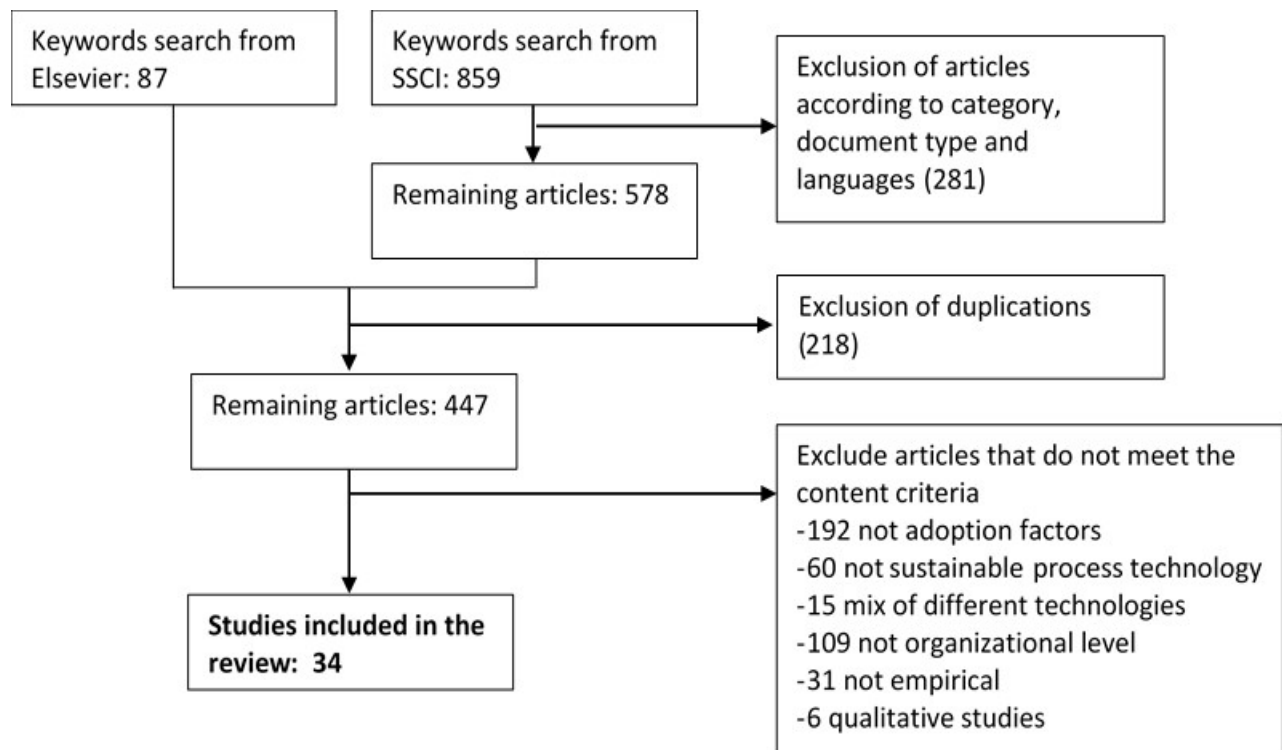 Keywords search from
Elsevier: 87
Keywords search from
SSCI: 859
Exclusion of articles
according to category,
document type and
languages (281)
Remaining articles: 578
Exclusion of duplications
(218)
Remaining articles: 447
Exclude articles that do not meet the
content criteria
-192 not adoption factors
-60 not sustainable process technology
-15 mix of different technologies
-109 not organizational level
-31 not empirical
-6 qualitative studies
Studies included in the
review: 34